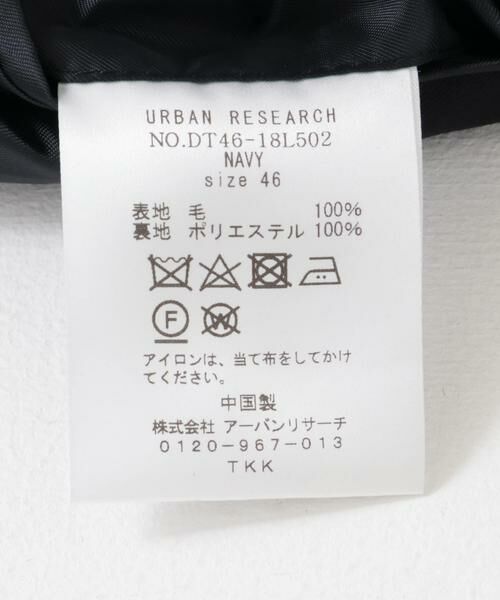 URBAN RESEARCH
NO.DT46-18L502
NAVY
size 46
表地 毛 100%
裏地 ポリエステル 100%
F
W
アイロンは、当て布をしてかけ
てください。
中国製
株式会社 アーバンリサーチ
0120-967-013
TKK